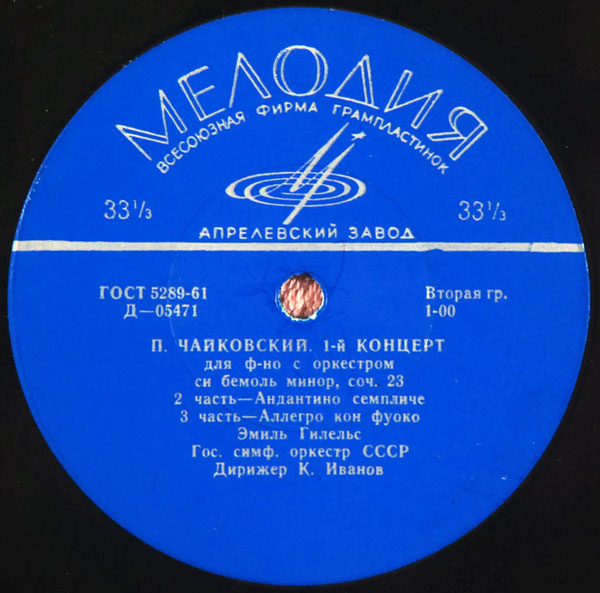 МЕЛОДИЯ
ВСЕСОЮЗНАЯ ФИРМА ГРАМПЛАСТИНОК
33⅓ 33⅓
АПРЕЛЕВСКИЙ ЗАВОД
ГОСТ 5289-61 Вторая гр.
Д—05471 1-00
П. ЧАЙКОВСКИЙ. 1-й КОНЦЕРТ
для ф-но с оркестром
си бемоль минор, соч. 23
2 часть—Андантино семпличе
3 часть—Аллегро кон фуоко
Эмиль Гилельс
Гос. симф. оркестр СССР
Дирижер К. Иванов